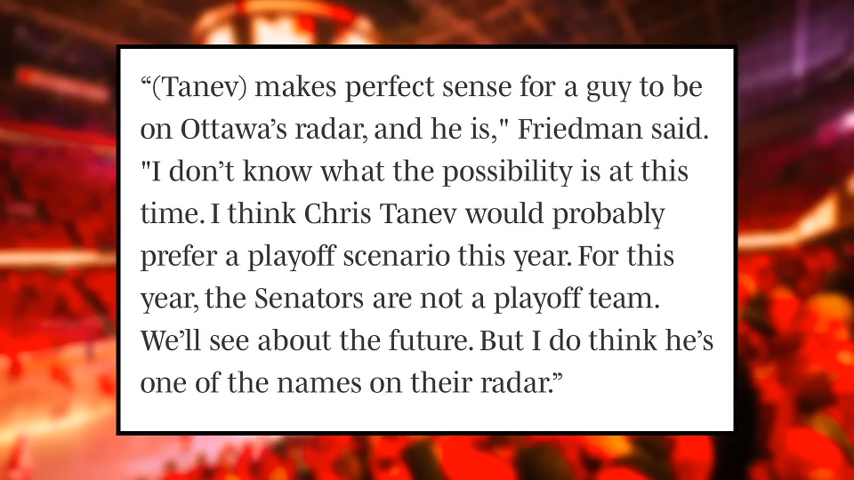 “(Tanev) makes perfect sense for a guy to be
on Ottawa’s radar, and he is," Friedman said.
"I don’t know what the possibility is at this
time. I think Chris Tanev would probably
prefer a playoff scenario this year. For this
year, the Senators are not a playoff team.
We’ll see about the future. But I do think he’s
one of the names on their radar.”